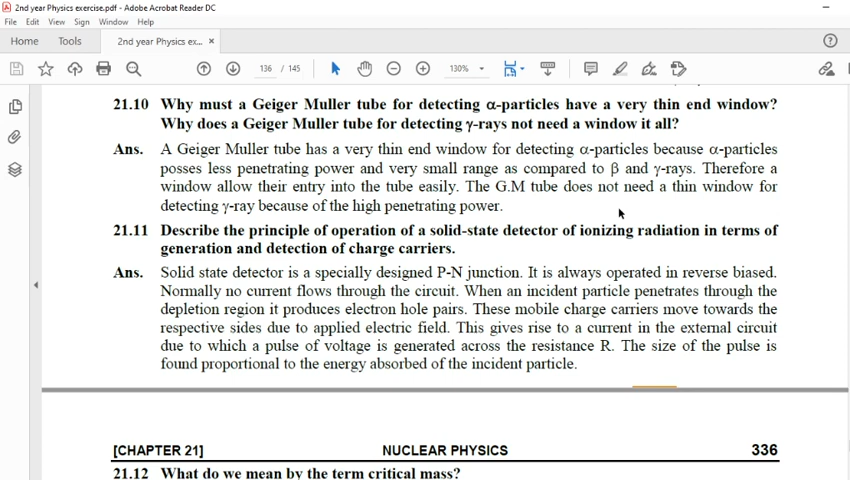 2nd year Physics exercise.pdf - Adobe Acrobat Reader DC
File Edit View Sign Window Help
Home Tools 2nd year Physics ex... ×
136 / 145 130%
21.10 Why must a Geiger Muller tube for detecting α-particles have a very thin end window?
Why does a Geiger Muller tube for detecting γ-rays not need a window it all?
Ans. A Geiger Muller tube has a very thin end window for detecting α-particles because α-particles
posses less penetrating power and very small range as compared to β and γ-rays. Therefore a
window allow their entry into the tube easily. The G.M tube does not need a thin window for
detecting γ-ray because of the high penetrating power.
21.11 Describe the principle of operation of a solid-state detector of ionizing radiation in terms of
generation and detection of charge carriers.
Ans. Solid state detector is a specially designed P-N junction. It is always operated in reverse biased.
Normally no current flows through the circuit. When an incident particle penetrates through the
depletion region it produces electron hole pairs. These mobile charge carriers move towards the
respective sides due to applied electric field. This gives rise to a current in the external circuit
due to which a pulse of voltage is generated across the resistance R. The size of the pulse is
found proportional to the energy absorbed of the incident particle.
[CHAPTER 21] NUCLEAR PHYSICS 336
21.12 What do we mean by the term critical mass?